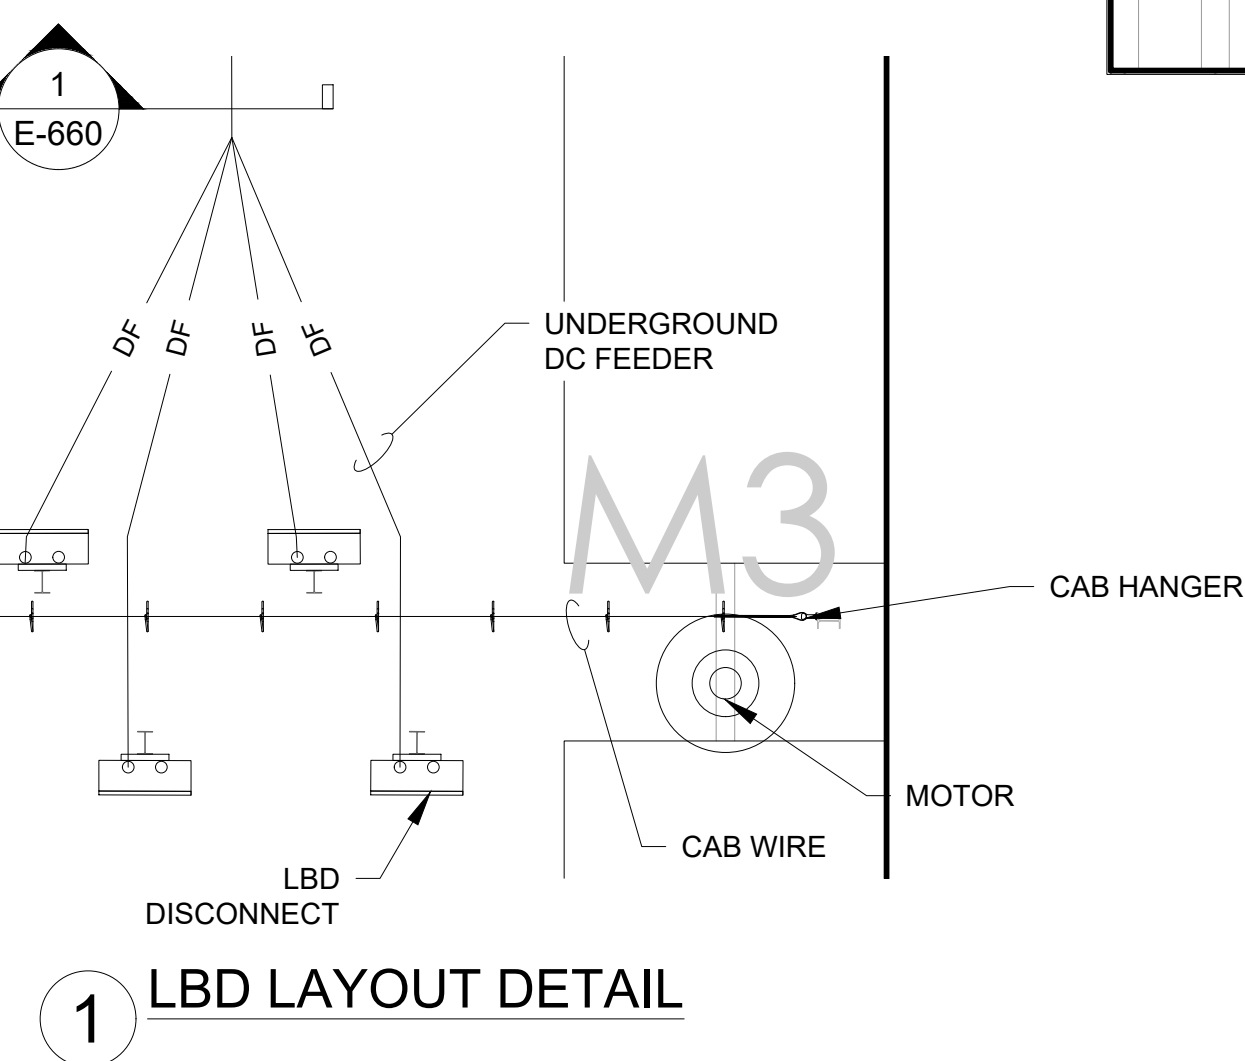 1
E-660
DF
DF
DF
DF
UNDERGROUND
DC FEEDER
M3
CAB HANGER
MOTOR
CAB WIRE
LBD
DISCONNECT
1
LBD LAYOUT DETAIL